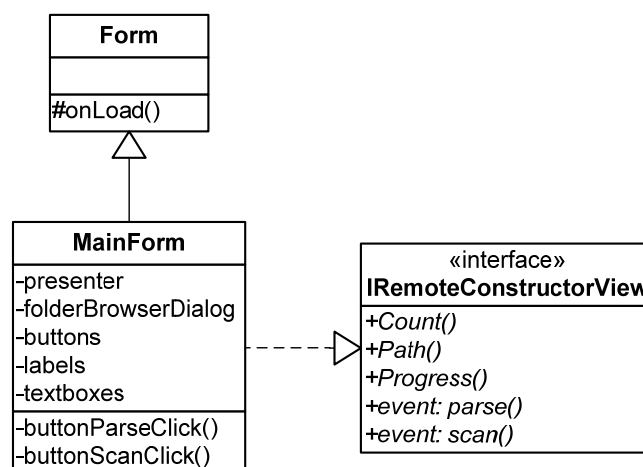 Form
#onLoad()
MainForm
-presenter
-folderBrowserDialog
-buttons
-labels
-textboxes
-buttonParseClick()
-buttonScanClick()
«interface»
IRemoteConstructorView
+Count()
+Path()
+Progress()
+event: parse()
+event: scan()